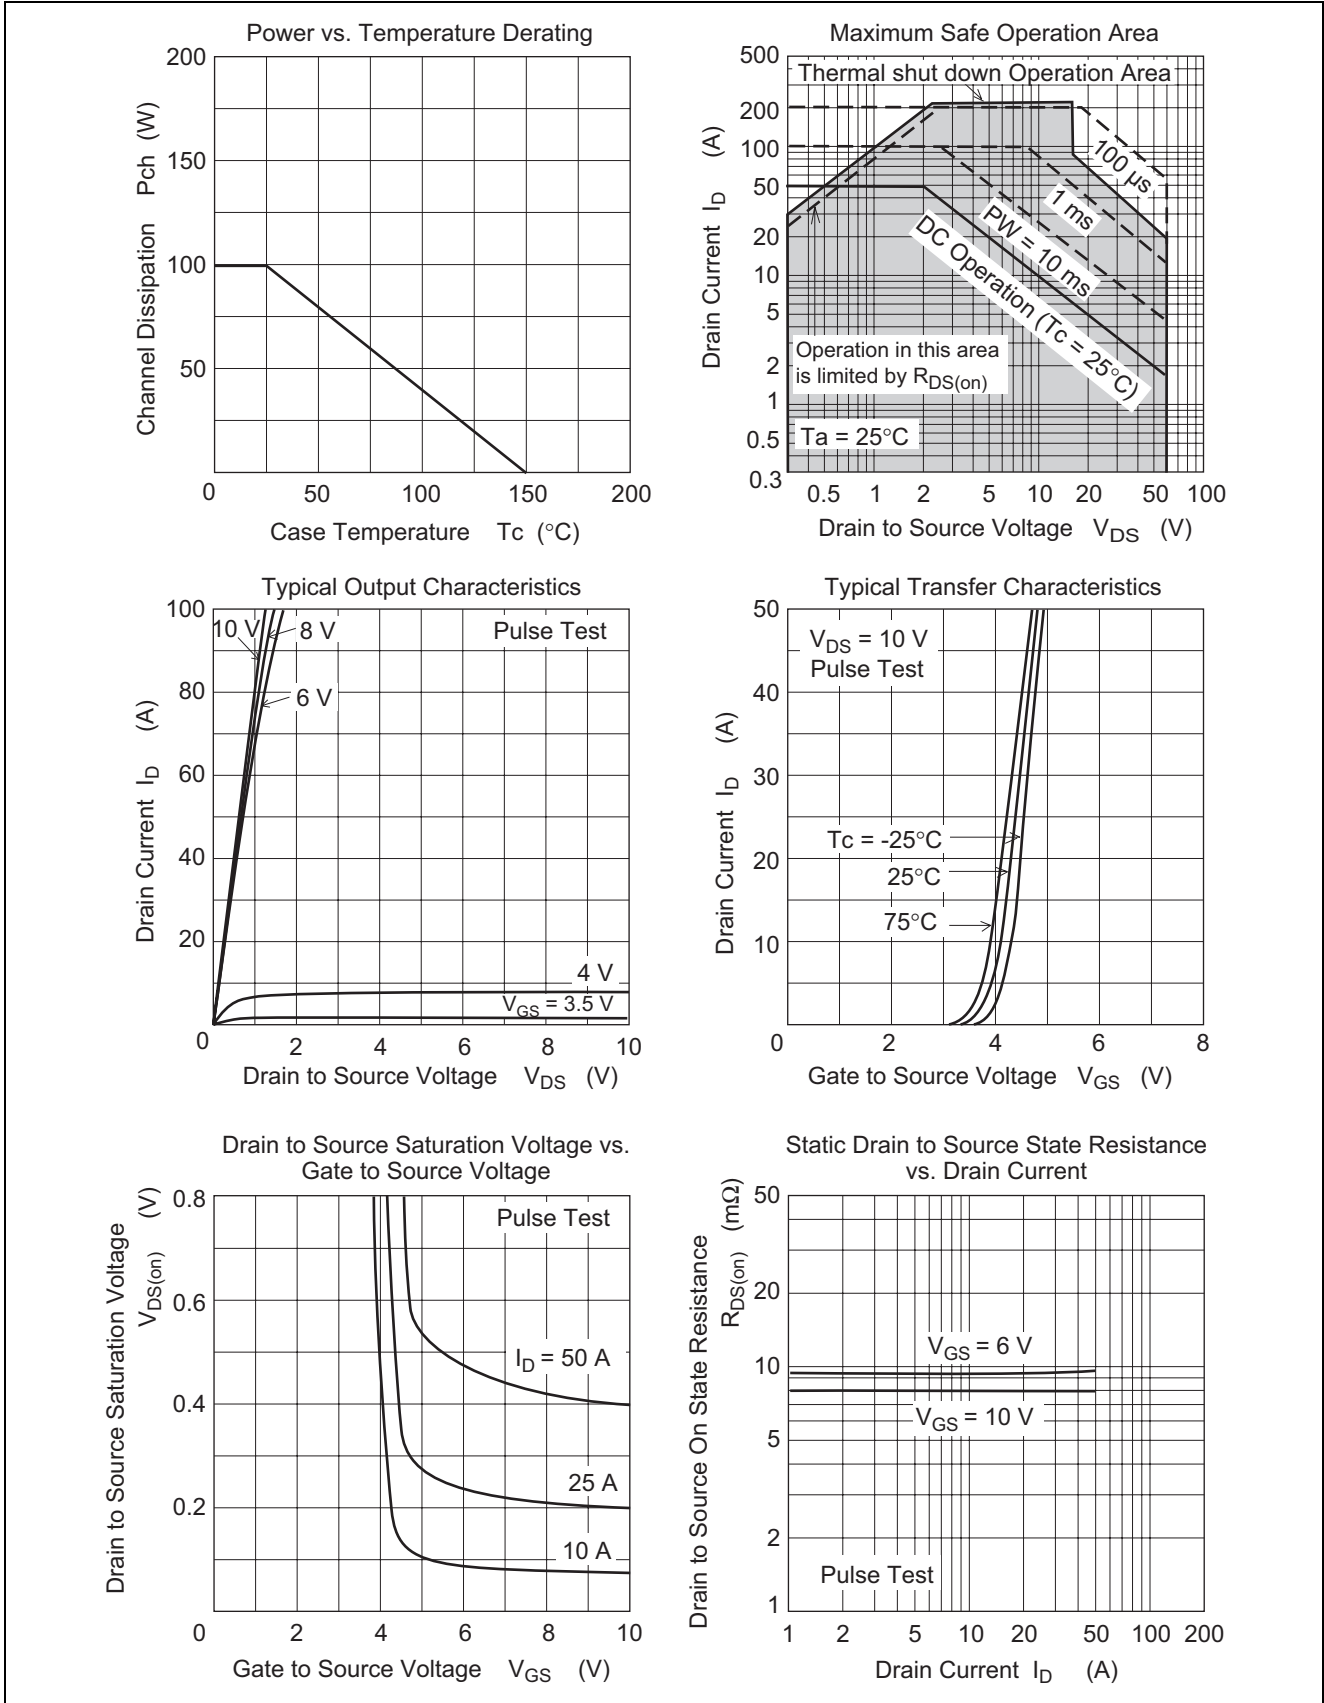 Power vs. Temperature Derating
200
150
100
50
0
50
100
150
200
Channel Dissipation Pch (W)
Case Temperature Tc (°C)
Maximum Safe Operation Area
Thermal shut down Operation Area
500
200
100
50
20
10
5
2
1
0.5
0.3
Drain Current ID (A)
100 µs
1 ms
PW = 10 ms
DC Operation (Tc = 25°C)
Operation in this area
is limited by RDS(on)
Ta = 25°C
0.5
1
2
5
10
20
50
100
Drain to Source Voltage VDS (V)
Typical Output Characteristics
100
80
60
40
20
0
2
4
6
8
10
10 V
8 V
Pulse Test
6 V
4 V
VGS = 3.5 V
Drain Current ID (A)
Drain to Source Voltage VDS (V)
Typical Transfer Characteristics
50
40
30
20
10
0
2
4
6
8
VDS = 10 V
Pulse Test
Tc = -25°C
25°C
75°C
Drain Current ID (A)
Gate to Source Voltage VGS (V)
Drain to Source Saturation Voltage vs.
Gate to Source Voltage
0.8
0.6
0.4
0.2
0
2
4
6
8
10
Pulse Test
ID = 50 A
25 A
10 A
Drain to Source Saturation Voltage
VDS(on) (V)
Gate to Source Voltage VGS (V)
Static Drain to Source State Resistance
vs. Drain Current
50
20
10
5
2
1
VGS = 6 V
VGS = 10 V
Pulse Test
Drain to Source On State Resistance
RDS(on) (mΩ)
1
2
5
10
20
50
100
200
Drain Current ID (A)